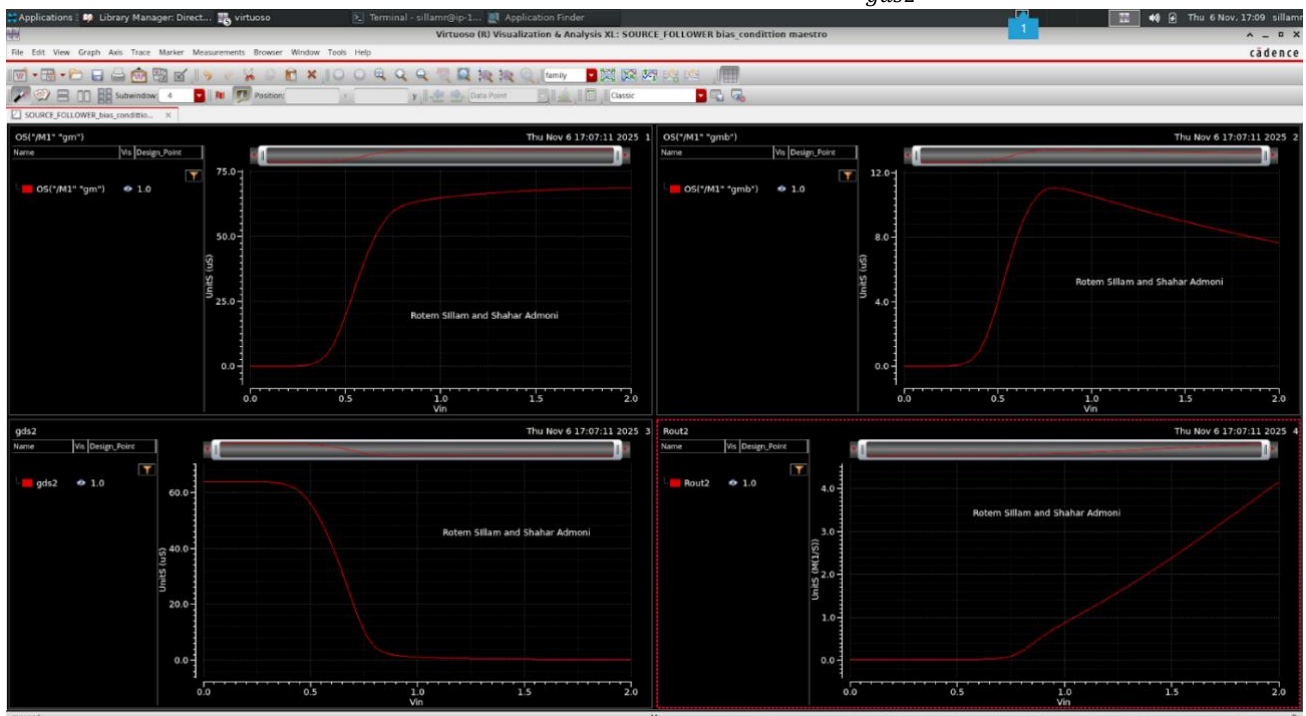 gds2
Applications Library Manager: Direct... virtuoso Terminal - sillamr@ip-1... Application Finder 1 Thu 6 Nov, 17:09 sillamr
Virtuoso (R) Visualization & Analysis XL: SOURCE_FOLLOWER bias_condittion maestro
File Edit View Graph Axis Trace Marker Measurements Browser Window Tools Help cādence
family
Subwindow: 4 Position: x y Data Point Classic
SOURCE_FOLLOWER_bias_condittio...
OS("/M1" "gm") Thu Nov 6 17:07:11 2025 1
Name Vis Design_Point
OS("/M1" "gm") 1.0
75.0
50.0
25.0
0.0
UnitS (uS)
Rotem SIllam and Shahar Admoni
0.0 0.5 1.0 1.5 2.0
Vin
OS("/M1" "gmb") Thu Nov 6 17:07:11 2025 2
Name Vis Design_Point
OS("/M1" "gmb") 1.0
12.0
8.0
4.0
0.0
UnitS (uS)
Rotem SIllam and Shahar Admoni
0.0 0.5 1.0 1.5 2.0
Vin
gds2 Thu Nov 6 17:07:11 2025 3
Name Vis Design_Point
gds2 1.0
60.0
40.0
20.0
0.0
UnitS (uS)
Rotem SIllam and Shahar Admoni
0.0 0.5 1.0 1.5 2.0
Vin
Rout2 Thu Nov 6 17:07:11 2025 4
Name Vis Design_Point
Rout2 1.0
4.0
3.0
2.0
1.0
0.0
UnitS (M(1/S))
Rotem SIllam and Shahar Admoni
0.0 0.5 1.0 1.5 2.0
Vin